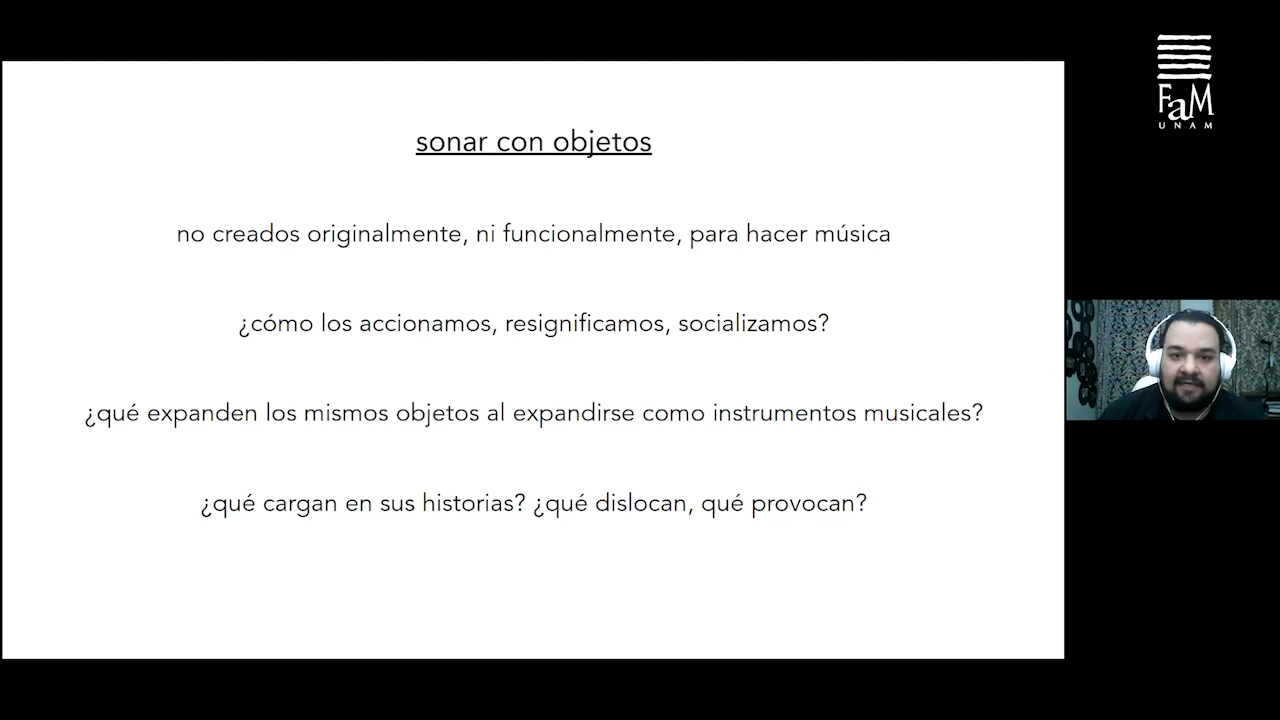 sonar con objetos
no creados originalmente, ni funcionalmente, para hacer música
¿cómo los accionamos, resignificamos, socializamos?
¿qué expanden los mismos objetos al expandirse como instrumentos musicales?
¿qué cargan en sus historias? ¿qué dislocan, qué provocan?
FaM
UNAM